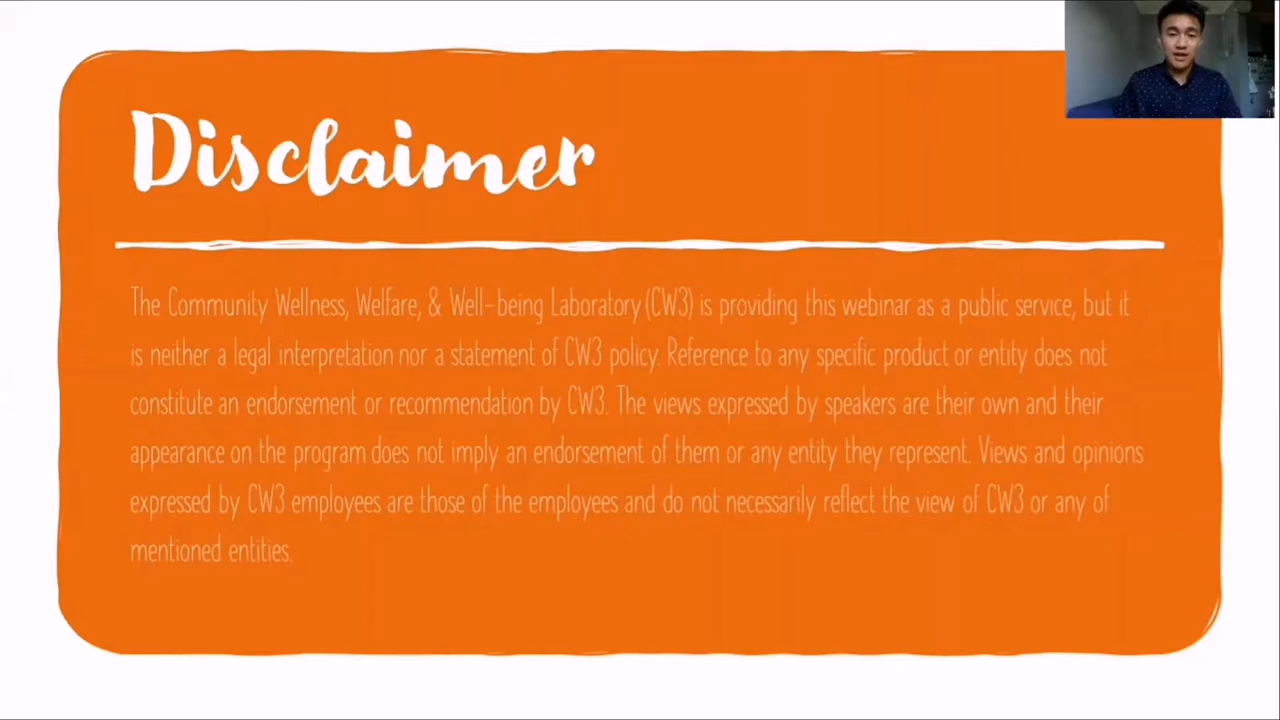 Disclaimer
The Community Wellness, Welfare, & Well-being Laboratory (CW3) is providing this webinar as a public service, but it
is neither a legal interpretation nor a statement of CW3 policy. Reference to any specific product or entity does not
constitute an endorsement or recommendation by CW3. The views expressed by speakers are their own and their
appearance on the program does not imply an endorsement of them or any entity they represent. Views and opinions
expressed by CW3 employees are those of the employees and do not necessarily reflect the view of CW3 or any of
mentioned entities.